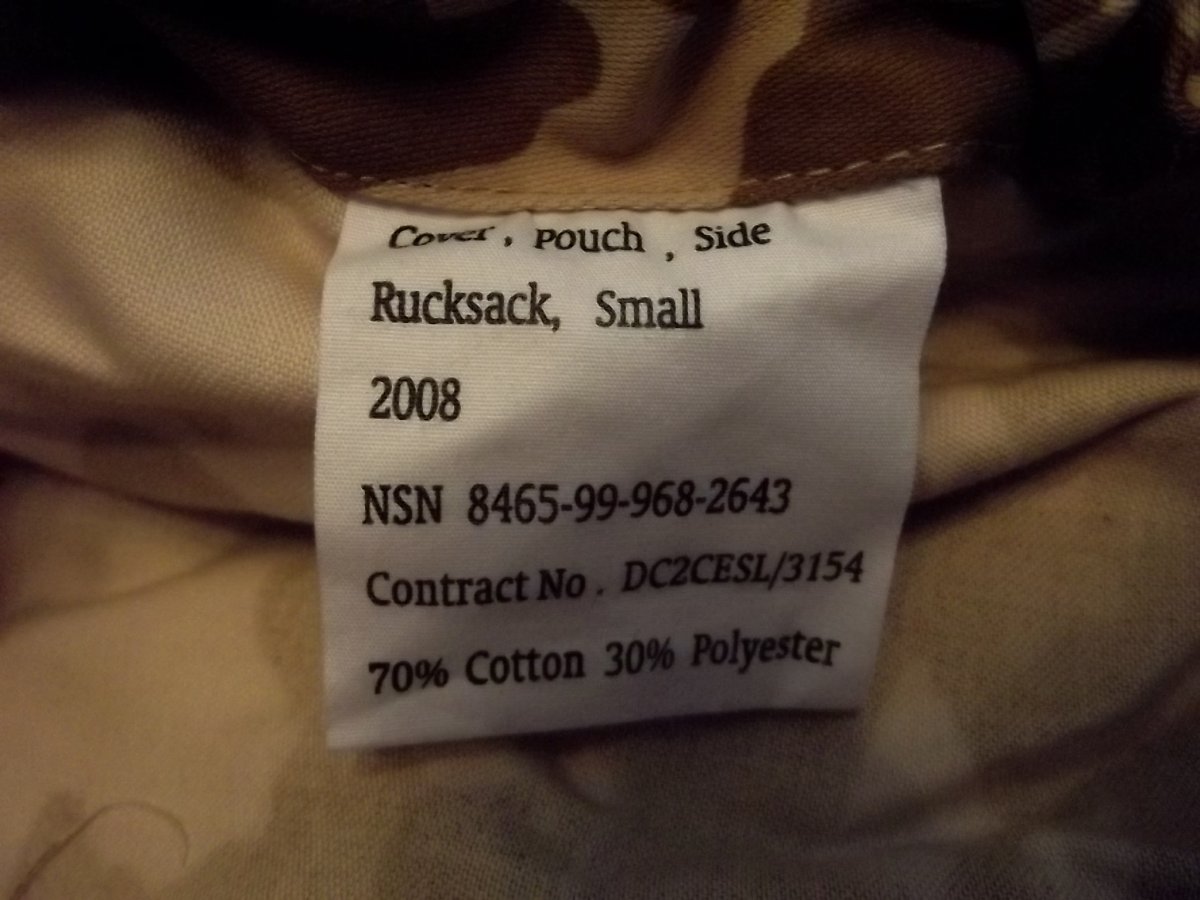 Cover, Pouch, Side
Rucksack, Small
2008
NSN 8465-99-968-2643
Contract No. DC2CESL/3154
70% Cotton 30% Polyester